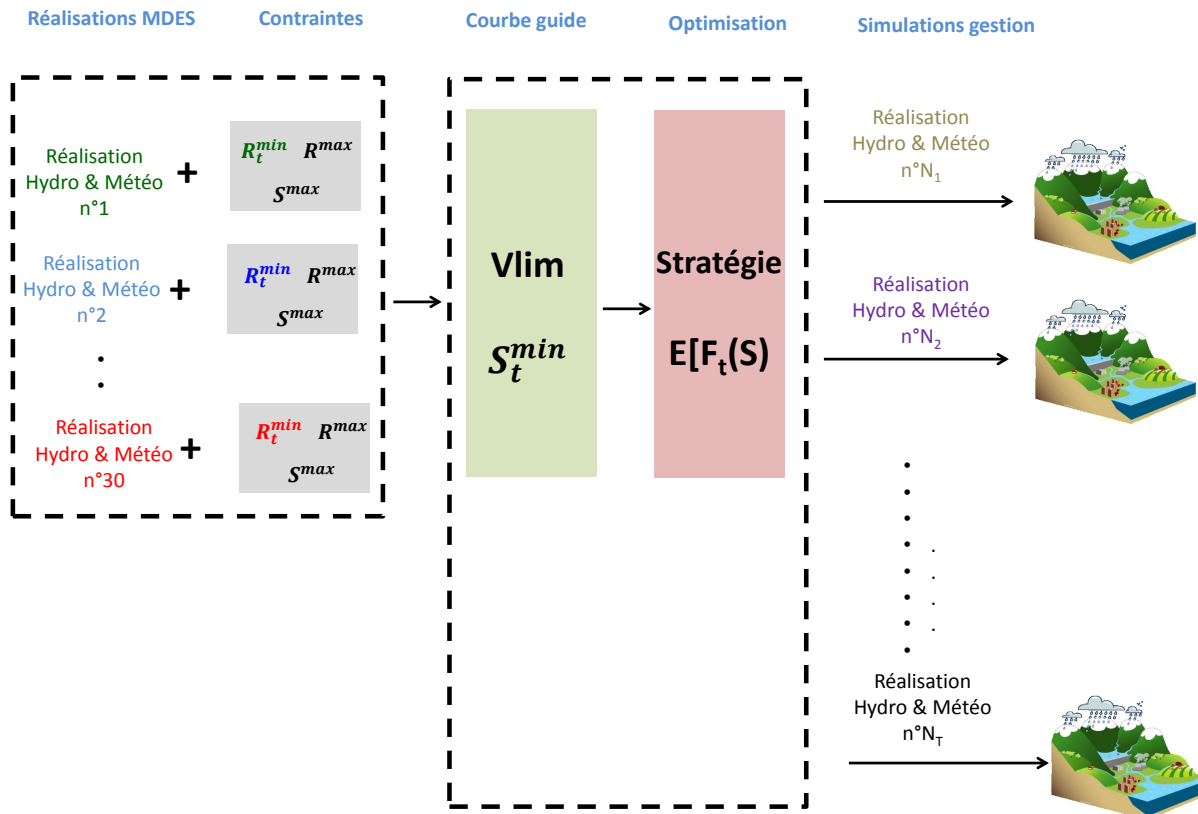 Réalisations MDES
Contraintes
Courbe guide
Optimisation
Simulations gestion
Réalisation
Hydro & Météo
n°1
+
R_t^min R^max
S^max
Réalisation
Hydro & Météo
n°2
+
R_t^min R^max
S^max
Réalisation
Hydro & Météo
n°30
+
R_t^min R^max
S^max
Vlim
S_t^min
Stratégie
E[F_t(S)
Réalisation
Hydro & Météo
n°N_1
Réalisation
Hydro & Météo
n°N_2
Réalisation
Hydro & Météo
n°N_T